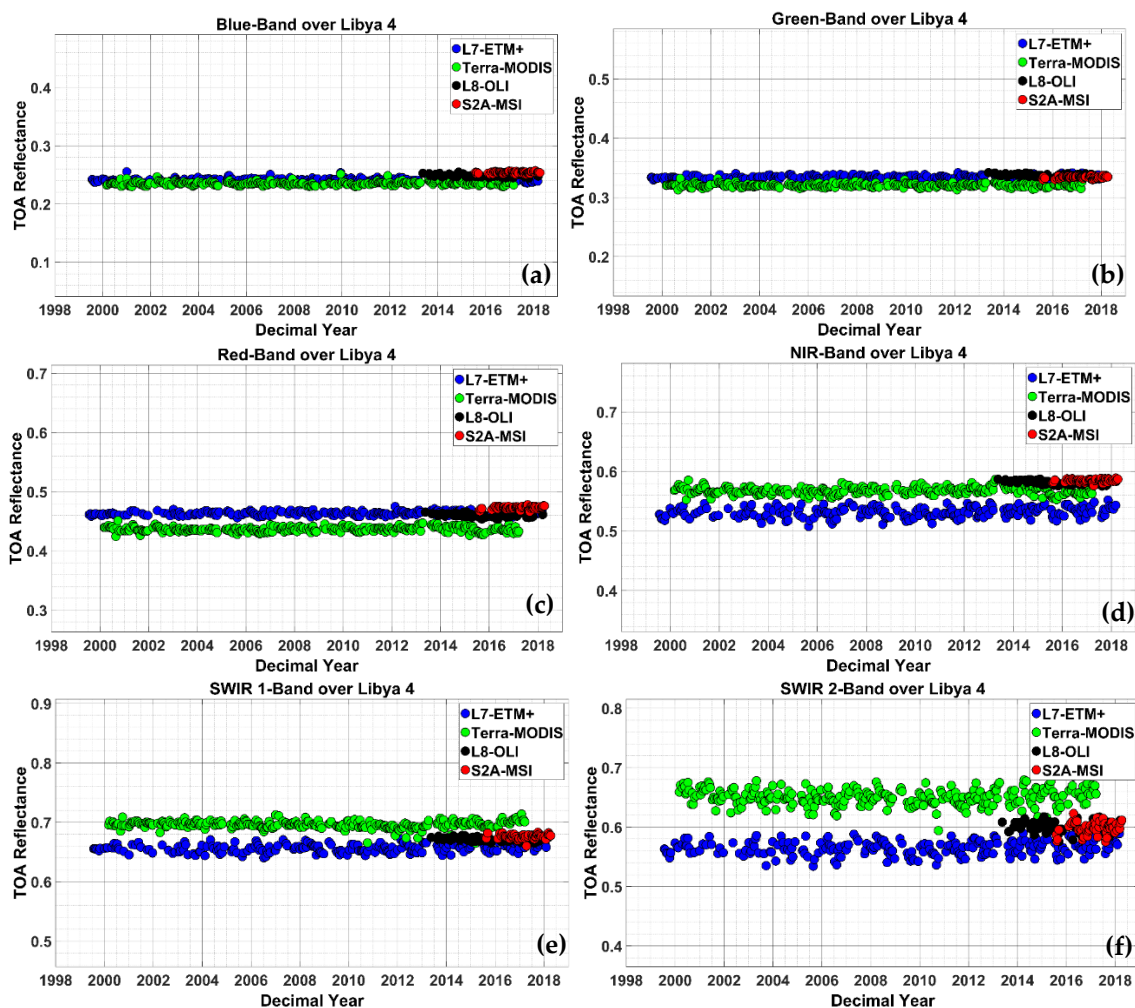 Blue-Band over Libya 4
TOA Reflectance
0.4
0.3
0.2
0.1
L7-ETM+
Terra-MODIS
L8-OLI
S2A-MSI
(a)
1998 2000 2002 2004 2006 2008 2010 2012 2014 2016 2018
Decimal Year
Green-Band over Libya 4
TOA Reflectance
0.5
0.4
0.3
0.2
L7-ETM+
Terra-MODIS
L8-OLI
S2A-MSI
(b)
1998 2000 2002 2004 2006 2008 2010 2012 2014 2016 2018
Decimal Year
Red-Band over Libya 4
TOA Reflectance
0.7
0.6
0.5
0.4
0.3
L7-ETM+
Terra-MODIS
L8-OLI
S2A-MSI
(c)
1998 2000 2002 2004 2006 2008 2010 2012 2014 2016 2018
Decimal Year
NIR-Band over Libya 4
TOA Reflectance
0.7
0.6
0.5
0.4
L7-ETM+
Terra-MODIS
L8-OLI
S2A-MSI
(d)
1998 2000 2002 2004 2006 2008 2010 2012 2014 2016 2018
Decimal Year
SWIR 1-Band over Libya 4
TOA Reflectance
0.9
0.8
0.7
0.6
0.5
L7-ETM+
Terra-MODIS
L8-OLI
S2A-MSI
(e)
1998 2000 2002 2004 2006 2008 2010 2012 2014 2016 2018
Decimal Year
SWIR 2-Band over Libya 4
TOA Reflectance
0.8
0.7
0.6
0.5
0.4
L7-ETM+
Terra-MODIS
L8-OLI
S2A-MSI
(f)
1998 2000 2002 2004 2006 2008 2010 2012 2014 2016 2018
Decimal Year